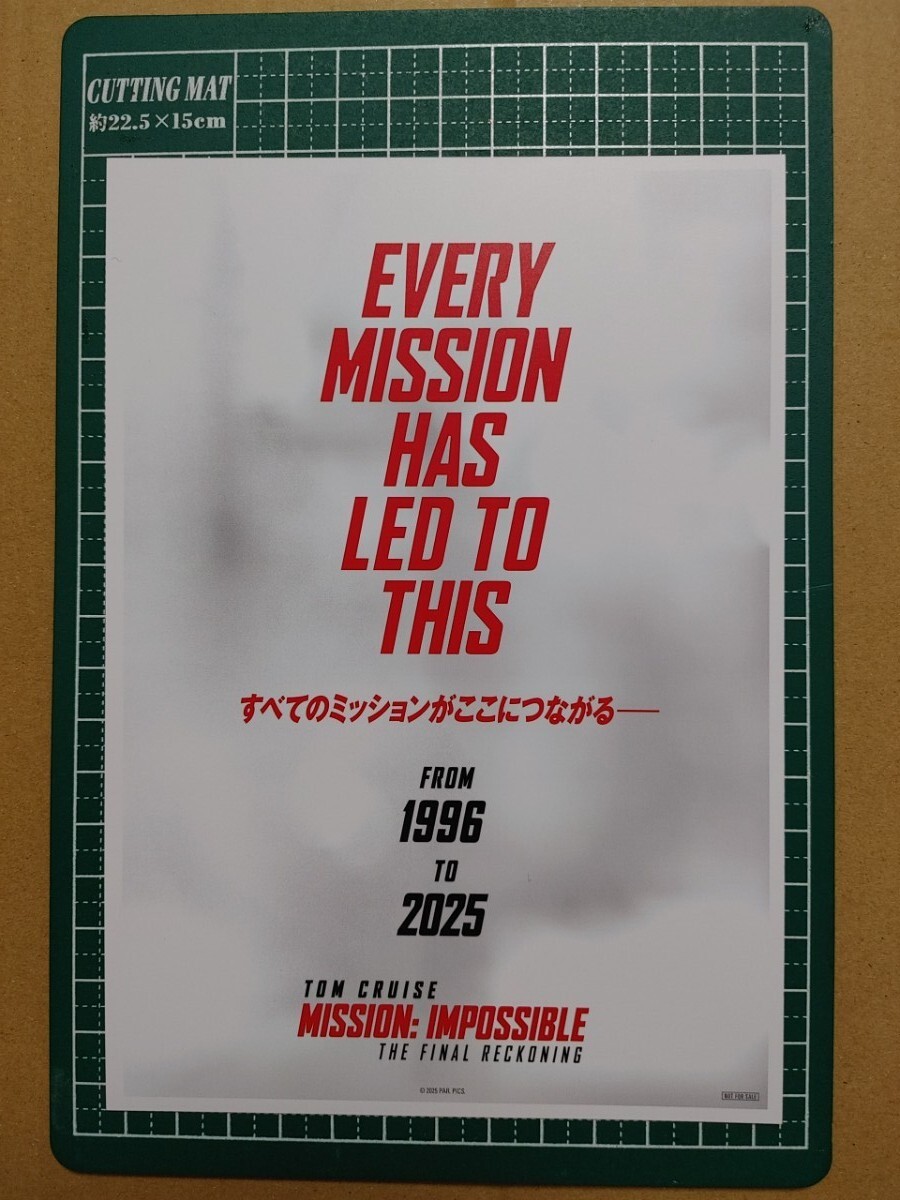 CUTTING MAT
約22.5×15cm
EVERY
MISSION
HAS
LED TO
THIS
すべてのミッションがここにつながる──
FROM
1996
TO
2025
TOM CRUISE
MISSION: IMPOSSIBLE
THE FINAL RECKONING
© 2025 PAR. PICS.
NOT FOR SALE